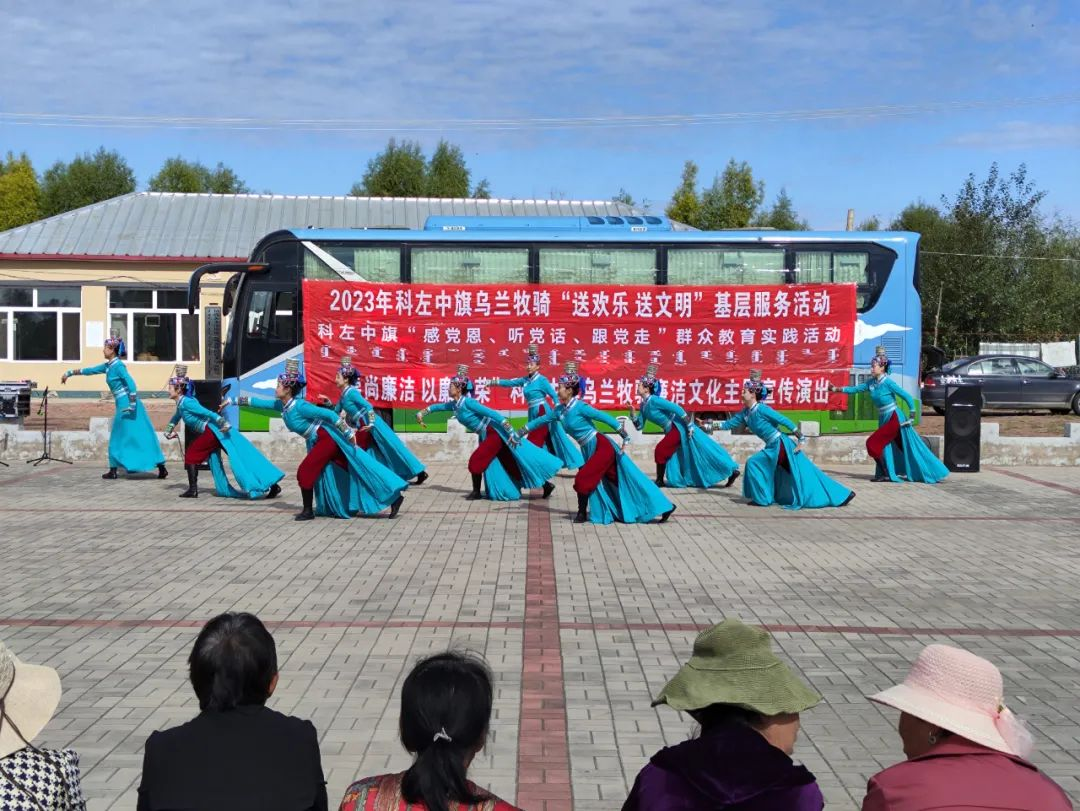 2023年科左中旗乌兰牧骑“送欢乐 送文明”基层服务活动
科左中旗“感党恩、听党话、跟党走”群众教育实践活动
尚廉洁 以廉 荣 科 乌兰牧 洁文化主 宣传演出